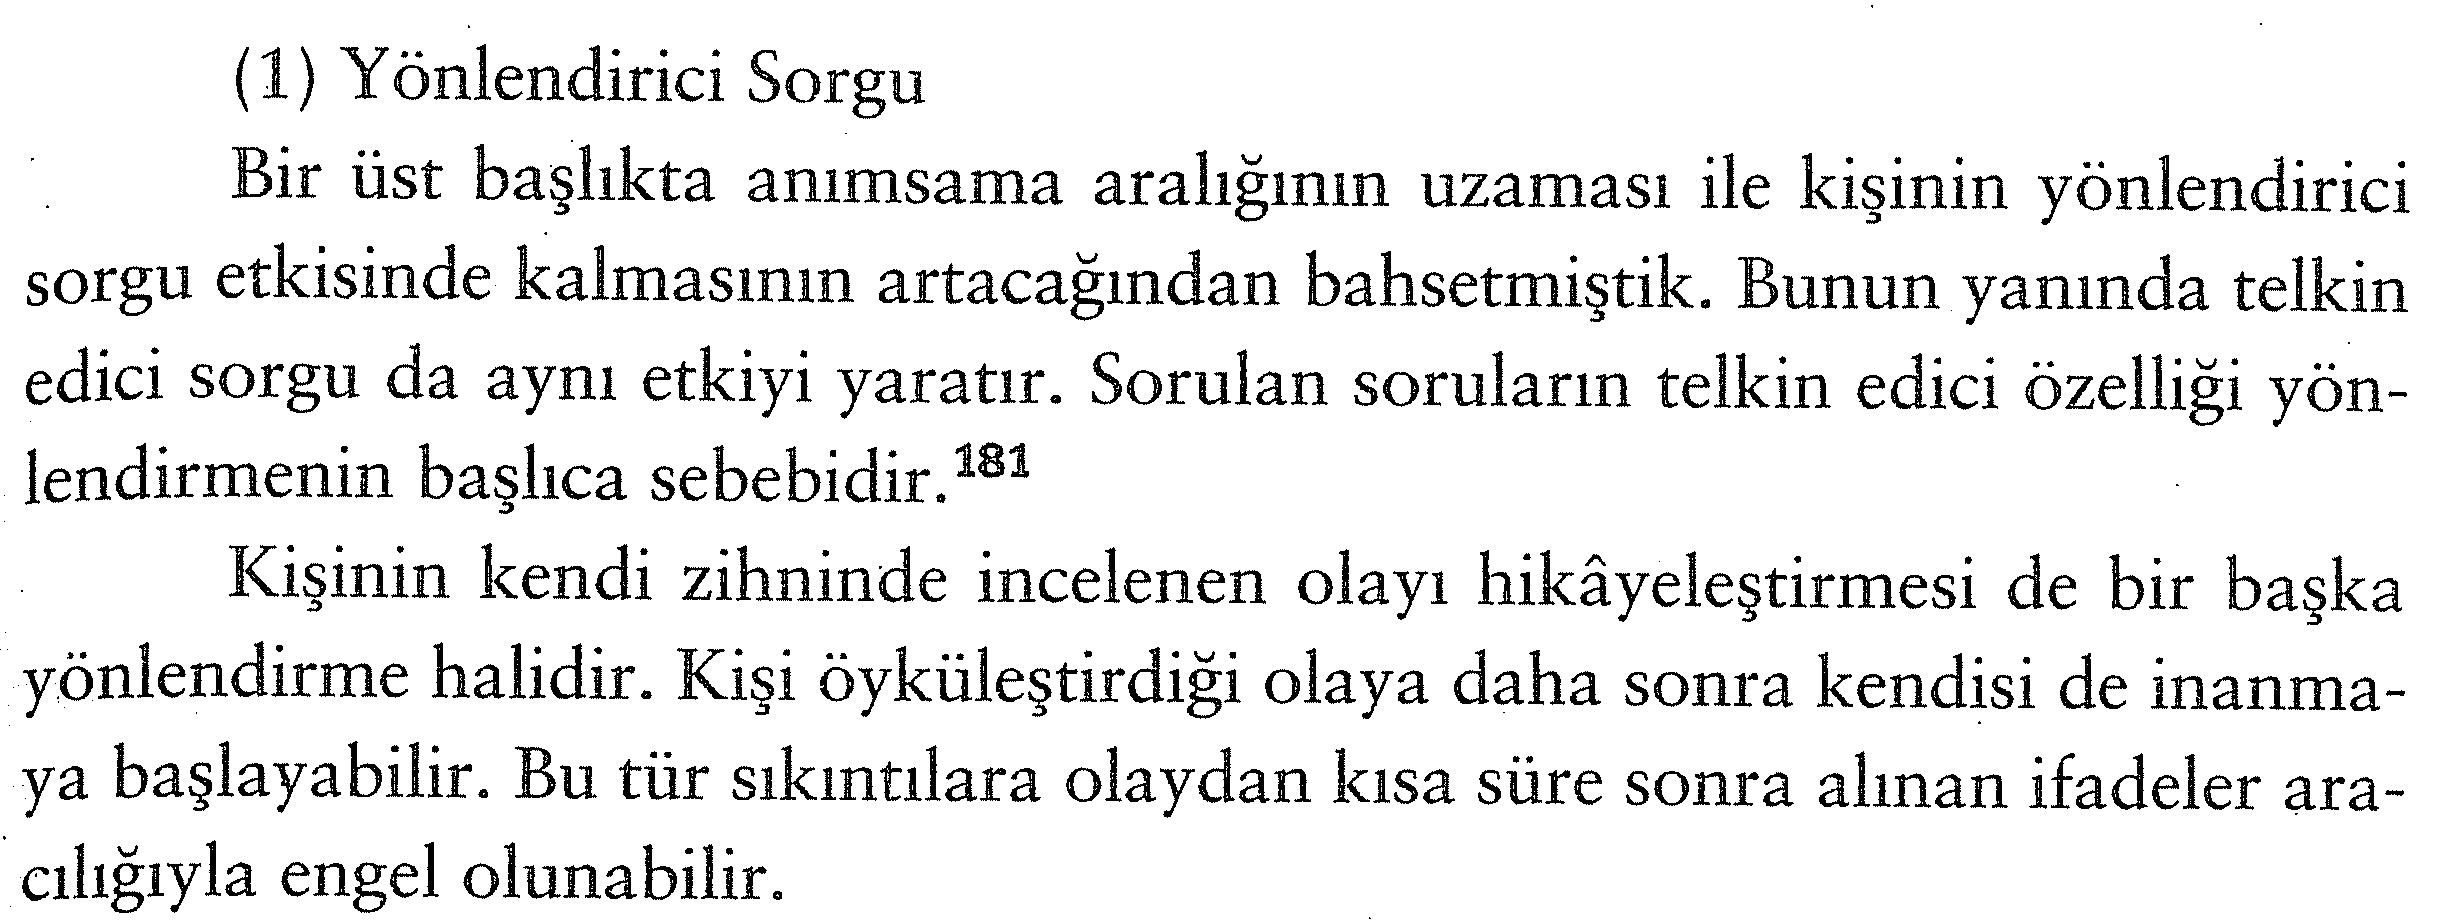 (1) Yönlendirici Sorgu
Bir üst başlıkta anımsama aralığının uzaması ile kişinin yönlendirici
sorgu etkisinde kalmasının artacağından bahsetmiştik. Bunun yanında telkin
edici sorgu da aynı etkiyi yaratır. Sorulan soruların telkin edici özelliği yön-
lendirmenin başlıca sebebidir.181
Kişinin kendi zihninde incelenen olayı hikâyeleştirmesi de bir başka
yönlendirme halidir. Kişi öyküleştirdiği olaya daha sonra kendisi de inanma-
ya başlayabilir. Bu tür sıkıntılara olaydan kısa süre sonra alınan ifadeler ara-
cılığıyla engel olunabilir.